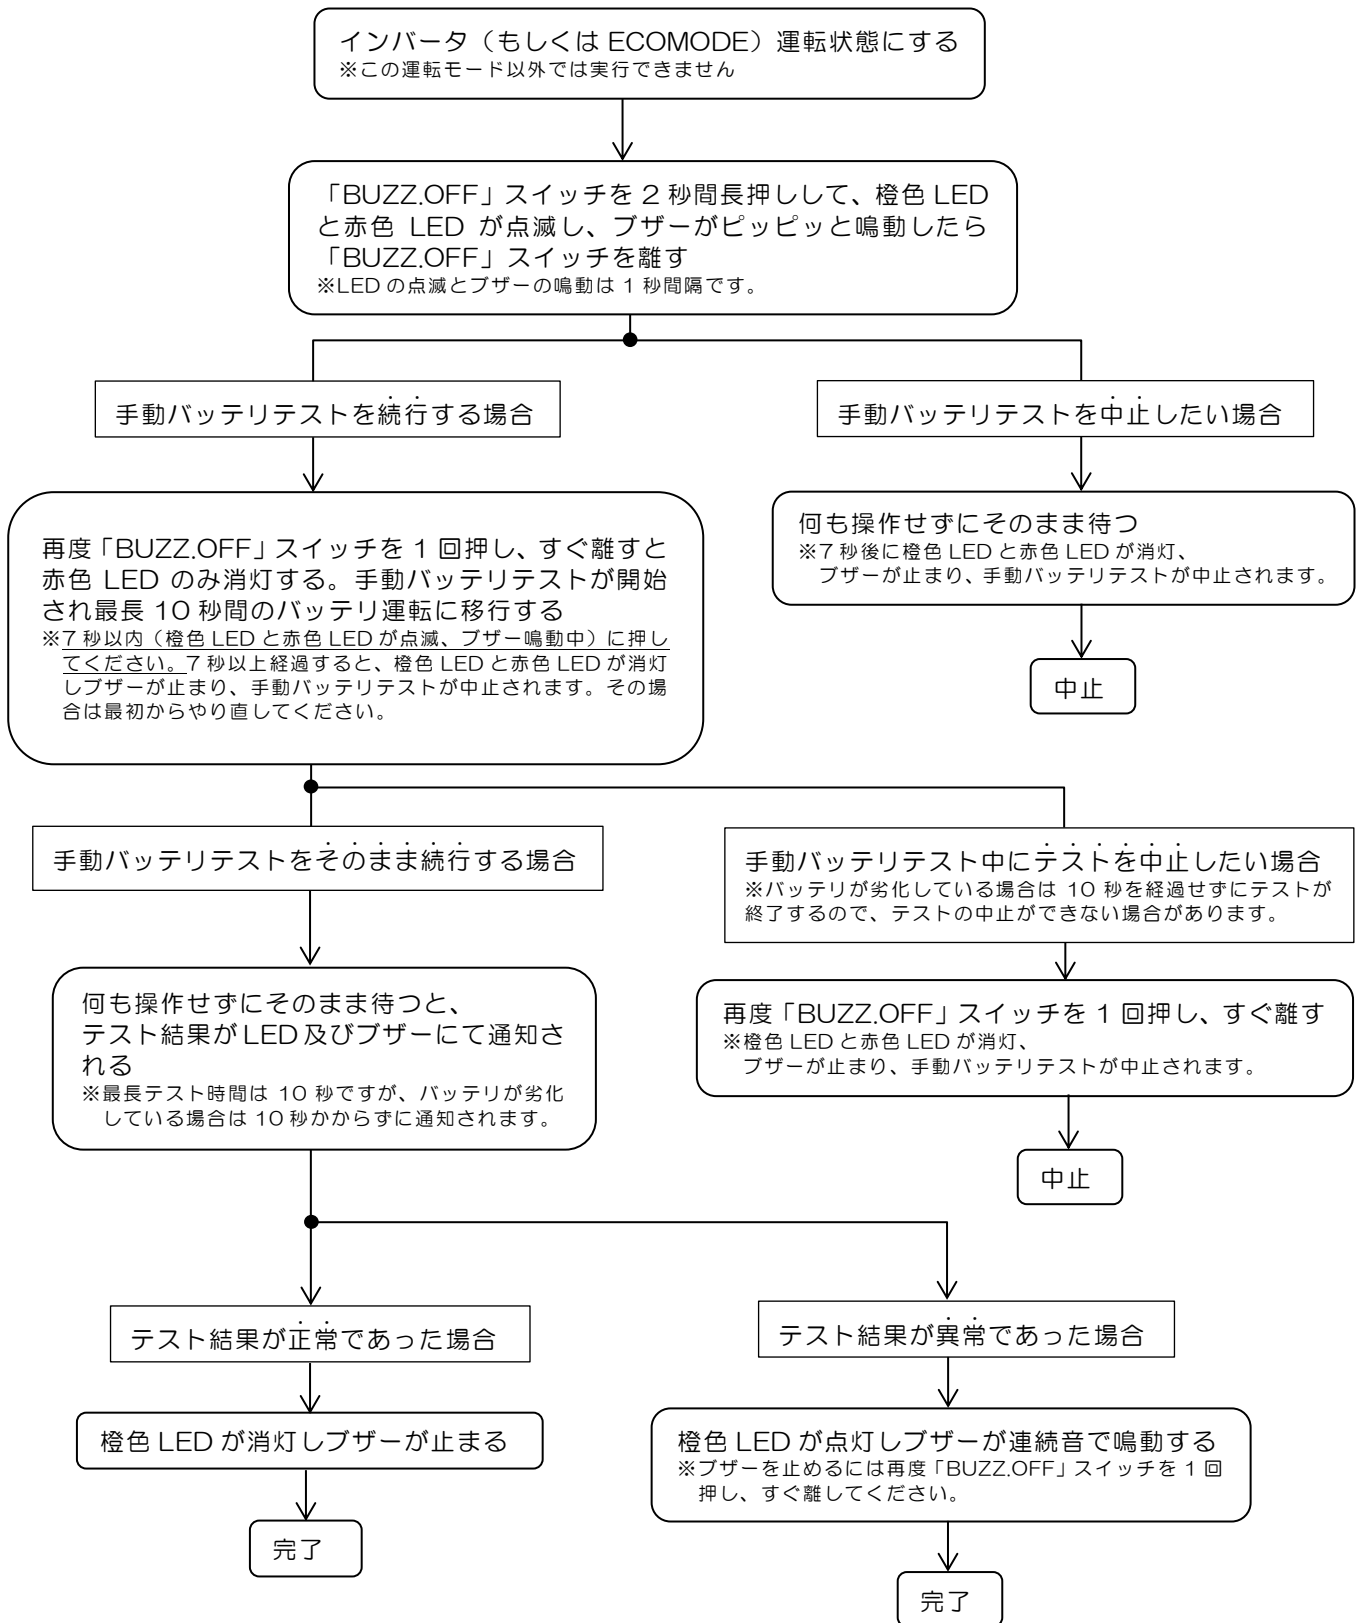 インバータ（もしくは ECOMODE）運転状態にする
※この運転モード以外では実行できません
「BUZZ.OFF」スイッチを 2 秒間長押しして、橙色 LED
と赤色 LED が点滅し、ブザーがピッピッと鳴動したら
「BUZZ.OFF」スイッチを離す
※LED の点滅とブザーの鳴動は 1 秒間隔です。
手動バッテリテストを続行する場合
手動バッテリテストを中止したい場合
再度「BUZZ.OFF」スイッチを 1 回押し、すぐ離すと
赤色 LED のみ消灯する。手動バッテリテストが開始
され最長 10 秒間のバッテリ運転に移行する
※7 秒以内（橙色 LED と赤色 LED が点滅、ブザー鳴動中）に押し
てください。7 秒以上経過すると、橙色 LED と赤色 LED が消灯
しブザーが止まり、手動バッテリテストが中止されます。その場
合は最初からやり直してください。
何も操作せずにそのまま待つ
※7 秒後に橙色 LED と赤色 LED が消灯、
ブザーが止まり、手動バッテリテストが中止されます。
中止
手動バッテリテストをそのまま続行する場合
手動バッテリテスト中にテストを中止したい場合
※バッテリが劣化している場合は 10 秒を経過せずにテストが
終了するので、テストの中止ができない場合があります。
何も操作せずにそのまま待つと、
テスト結果が LED 及びブザーにて通知さ
れる
※最長テスト時間は 10 秒ですが、バッテリが劣化
している場合は 10 秒かからずに通知されます。
再度「BUZZ.OFF」スイッチを 1 回押し、すぐ離す
※橙色 LED と赤色 LED が消灯、
ブザーが止まり、手動バッテリテストが中止されます。
中止
テスト結果が正常であった場合
テスト結果が異常であった場合
橙色 LED が消灯しブザーが止まる
橙色 LED が点灯しブザーが連続音で鳴動する
※ブザーを止めるには再度「BUZZ.OFF」スイッチを 1 回
押し、すぐ離してください。
完了
完了